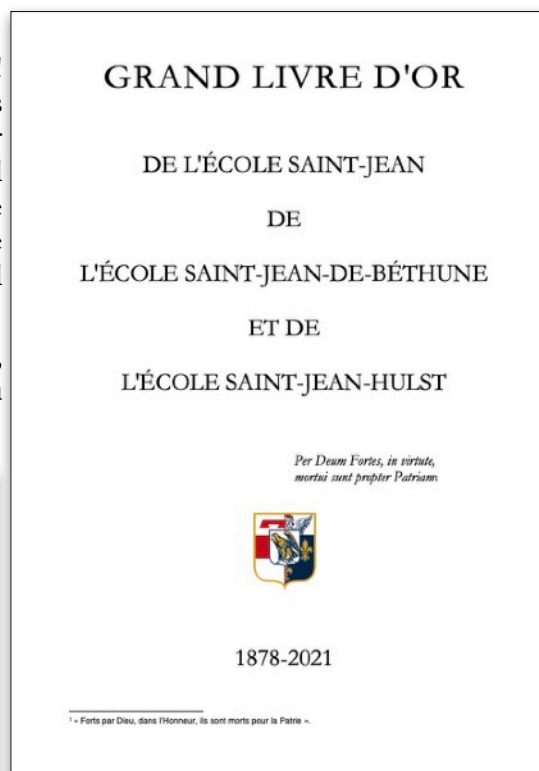 GRAND LIVRE D'OR
DE L'ÉCOLE SAINT-JEAN
DE
L'ÉCOLE SAINT-JEAN-DE-BÉTHUNE
ET DE
L'ÉCOLE SAINT-JEAN-HULST
Per Deum Fortes, in virtute,
mortui sunt propter Patriam
1878-2021
¹ « Forts par Dieu, dans l'Honneur, ils sont morts pour la Patrie ».